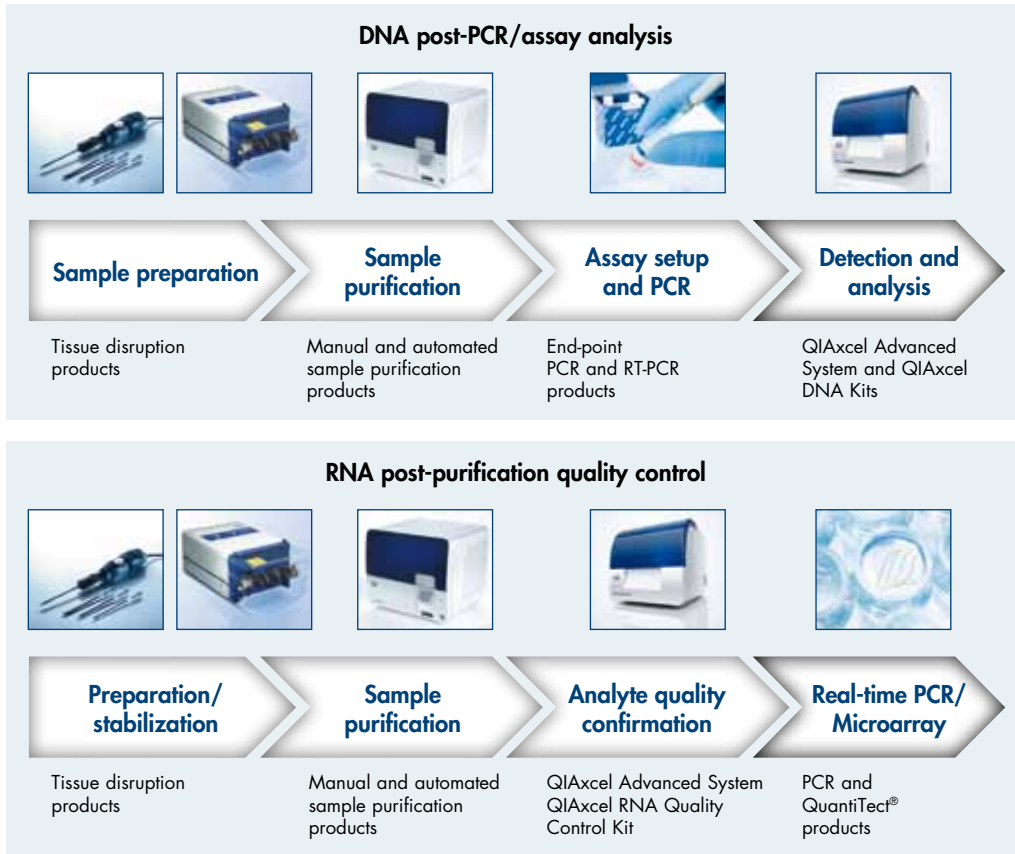 DNA post-PCR/assay analysis
Sample preparation
Sample
purification
Assay setup
and PCR
Detection and
analysis
Tissue disruption
products
Manual and automated
sample purification
products
End-point
PCR and RT-PCR
products
QIAxcel Advanced
System and QIAxcel
DNA Kits
RNA post-purification quality control
Preparation/
stabilization
Sample
purification
Analyte quality
confirmation
Real-time PCR/
Microarray
Tissue disruption
products
Manual and automated
sample purification
products
QIAxcel Advanced System
QIAxcel RNA Quality
Control Kit
PCR and
QuantiTect®
products